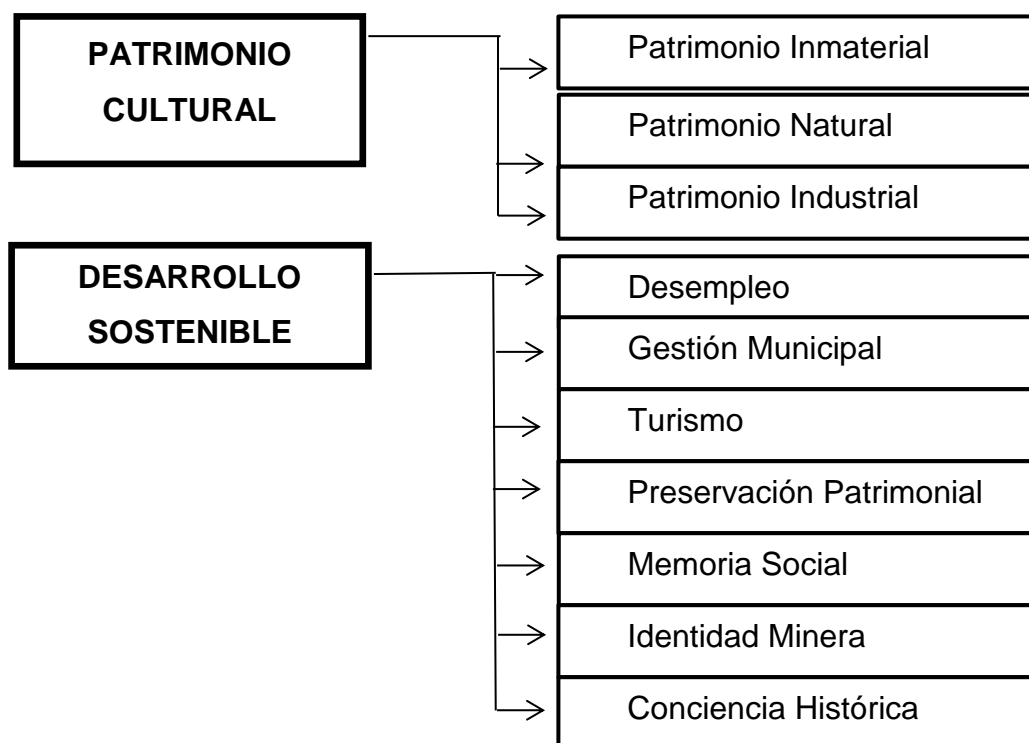 PATRIMONIO
CULTURAL
Patrimonio Inmaterial
Patrimonio Natural
Patrimonio Industrial
DESARROLLO
SOSTENIBLE
Desempleo
Gestión Municipal
Turismo
Preservación Patrimonial
Memoria Social
Identidad Minera
Conciencia Histórica